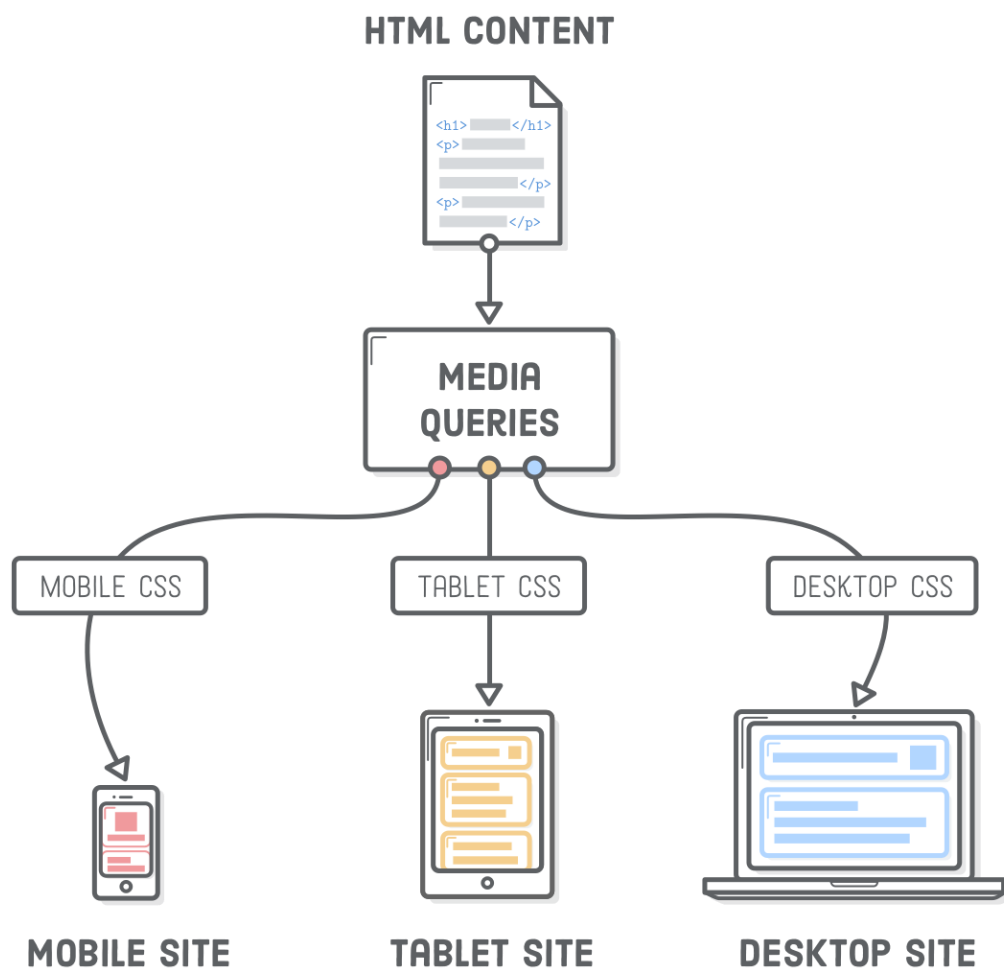 HTML CONTENT
<h1> </h1>
<p>
</p>
<p>
</p>
MEDIA
QUERIES
MOBILE CSS
TABLET CSS
DESKTOP CSS
MOBILE SITE
TABLET SITE
DESKTOP SITE